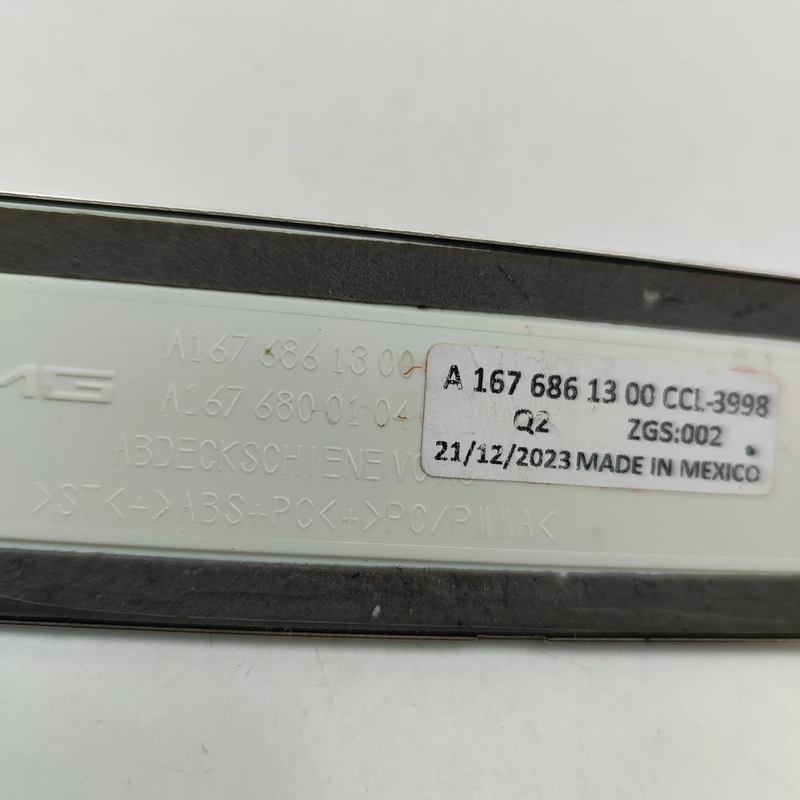 AMG
A167 686 13 00
A167 680 01 04
ABDECKSCHIENE
>ST<+>ABS+PC<+>PC/PMMA<
A 167 686 13 00 CCL-3998
Q2 ZGS:002
21/12/2023 MADE IN MEXICO